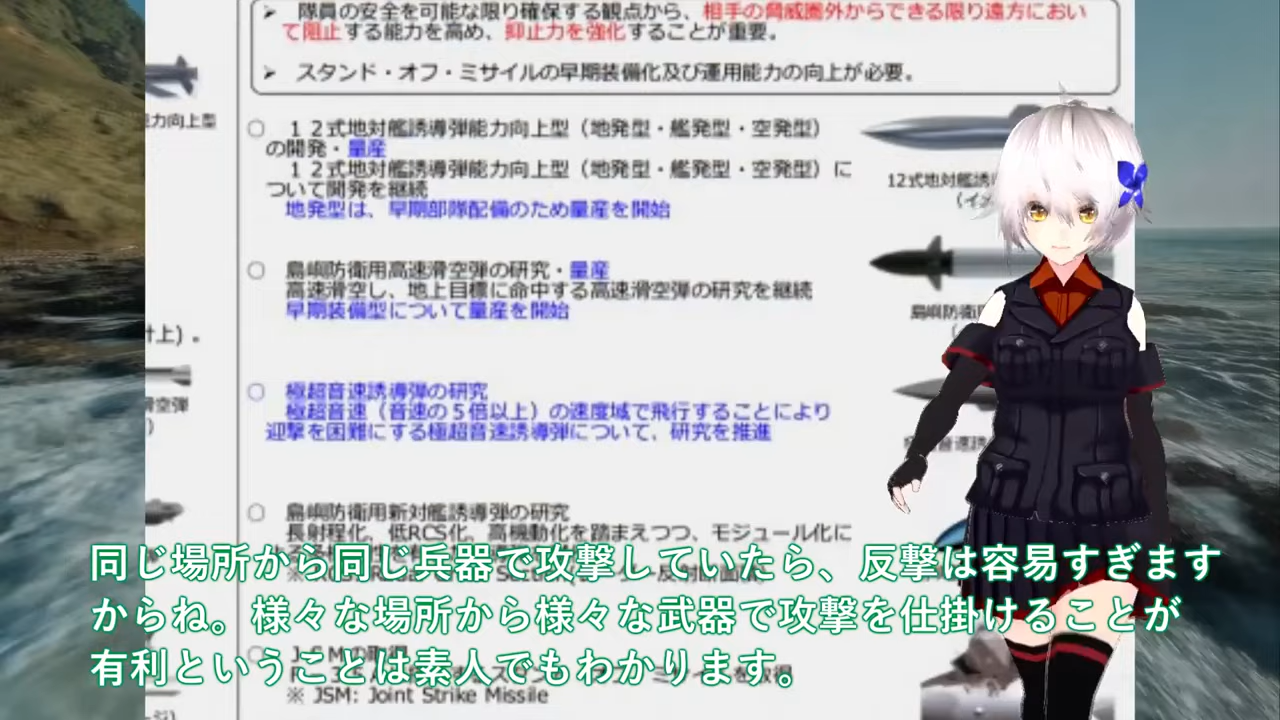 ➢ 隊員の安全を可能な限り確保する観点から、相手の脅威圏外からできる限り遠方におい
て阻止する能力を高め、抑止力を強化することが重要。
➢ スタンド・オフ・ミサイルの早期装備化及び運用能力の向上が必要。
力向上型
○ 12式地対艦誘導弾能力向上型(地発型・艦発型・空発型)
の開発・量産
12式地対艦誘導弾能力向上型(地発型・艦発型・空発型)に
ついて開発を継続
地発型は、早期部隊配備のため量産を開始
12式地対艦誘
(イメ
○ 島嶼防衛用高速滑空弾の研究・量産
高速滑空し、地上目標に命中する高速滑空弾の研究を継続
早期装備型について量産を開始
島嶼防衛
計上)。
滑空弾
○ 極超音速誘導弾の研究
極超音速(音速の5倍以上)の速度域で飛行することにより
迎撃を困難にする極超音速誘導弾について、研究を推進
○ 島嶼防衛用新対艦誘導弾の研究
長射程化、低RCS化、高機動化を踏まえつつ、モジュール化に
同じ場所から同じ兵器で攻撃していたら、反撃は容易すぎます
からね。様々な場所から様々な武器で攻撃を仕掛けることが
有利ということは素人でもわかります。
※ JSM: Joint Strike Missile